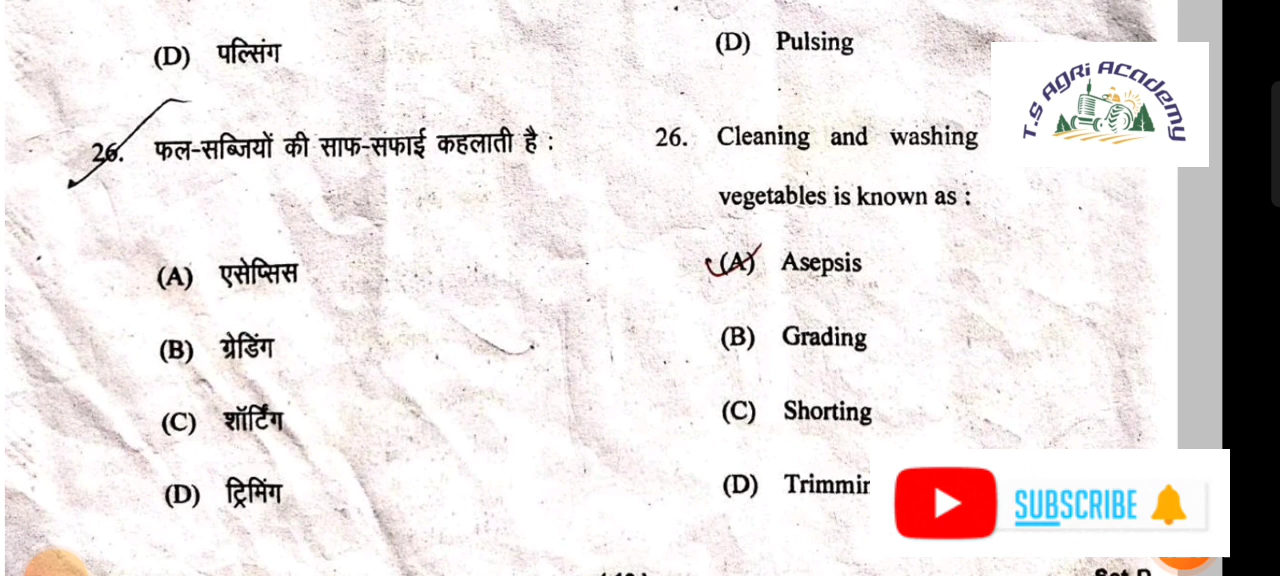 (D) पल्सिंग
26. फल-सब्जियों की साफ-सफाई कहलाती है :
(A) एसेप्सिस
(B) ग्रेडिंग
(C) शॉर्टिंग
(D) ट्रिमिंग
(D) Pulsing
26. Cleaning and washing
vegetables is known as :
(A) Asepsis
(B) Grading
(C) Shorting
(D)
T.S AGRi ACademy
SUBSCRIBE